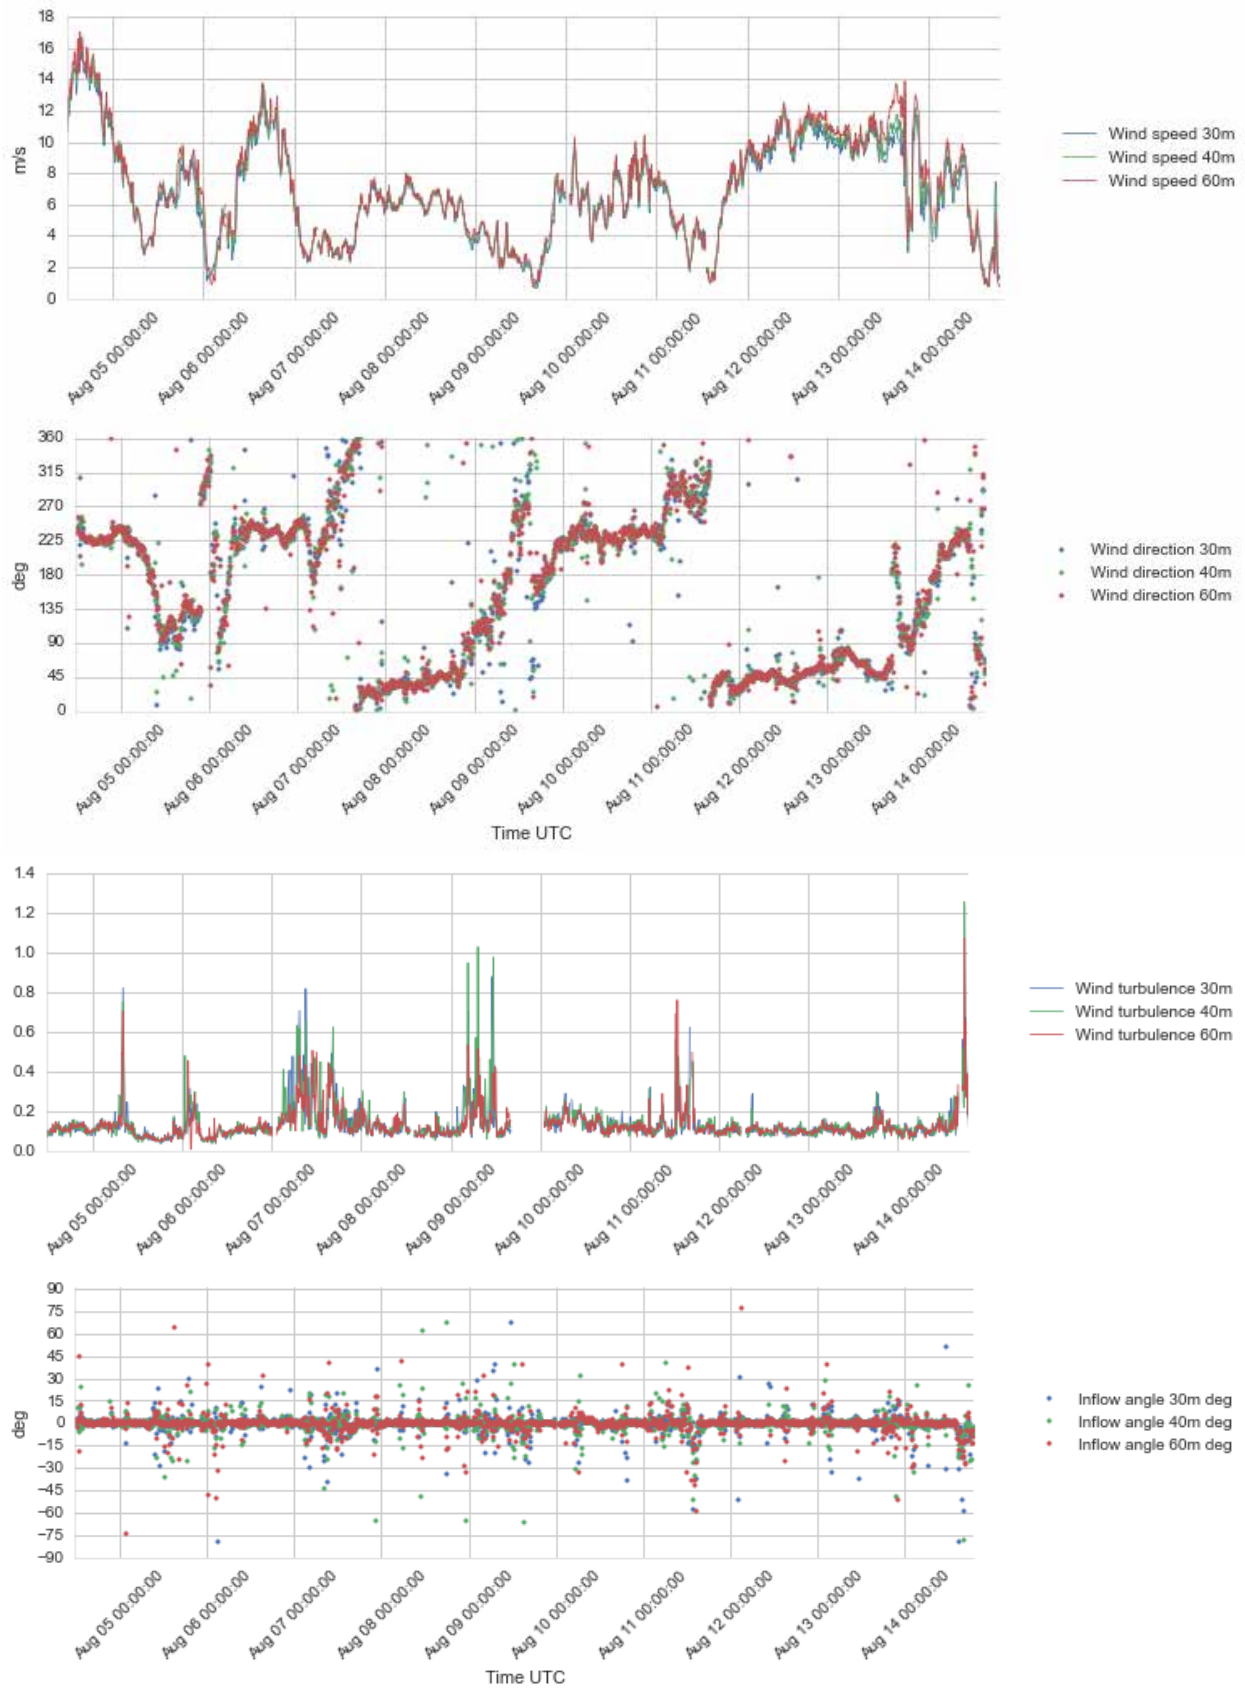 18
16
14
12
10
8
6
4
2
0
m/s
Wind speed 30m
Wind speed 40m
Wind speed 60m
Aug 05 00:00:00
Aug 06 00:00:00
Aug 07 00:00:00
Aug 08 00:00:00
Aug 09 00:00:00
Aug 10 00:00:00
Aug 11 00:00:00
Aug 12 00:00:00
Aug 13 00:00:00
Aug 14 00:00:00
360
315
270
225
180
135
90
45
0
deg
Wind direction 30m
Wind direction 40m
Wind direction 60m
Aug 05 00:00:00
Aug 06 00:00:00
Aug 07 00:00:00
Aug 08 00:00:00
Aug 09 00:00:00
Aug 10 00:00:00
Aug 11 00:00:00
Aug 12 00:00:00
Aug 13 00:00:00
Aug 14 00:00:00
Time UTC
1.4
1.2
1.0
0.8
0.6
0.4
0.2
0.0
Wind turbulence 30m
Wind turbulence 40m
Wind turbulence 60m
Aug 05 00:00:00
Aug 06 00:00:00
Aug 07 00:00:00
Aug 08 00:00:00
Aug 09 00:00:00
Aug 10 00:00:00
Aug 11 00:00:00
Aug 12 00:00:00
Aug 13 00:00:00
Aug 14 00:00:00
90
75
60
45
30
15
0
−15
−30
−45
−60
−75
−90
deg
Inflow angle 30m deg
Inflow angle 40m deg
Inflow angle 60m deg
Aug 05 00:00:00
Aug 06 00:00:00
Aug 07 00:00:00
Aug 08 00:00:00
Aug 09 00:00:00
Aug 10 00:00:00
Aug 11 00:00:00
Aug 12 00:00:00
Aug 13 00:00:00
Aug 14 00:00:00
Time UTC